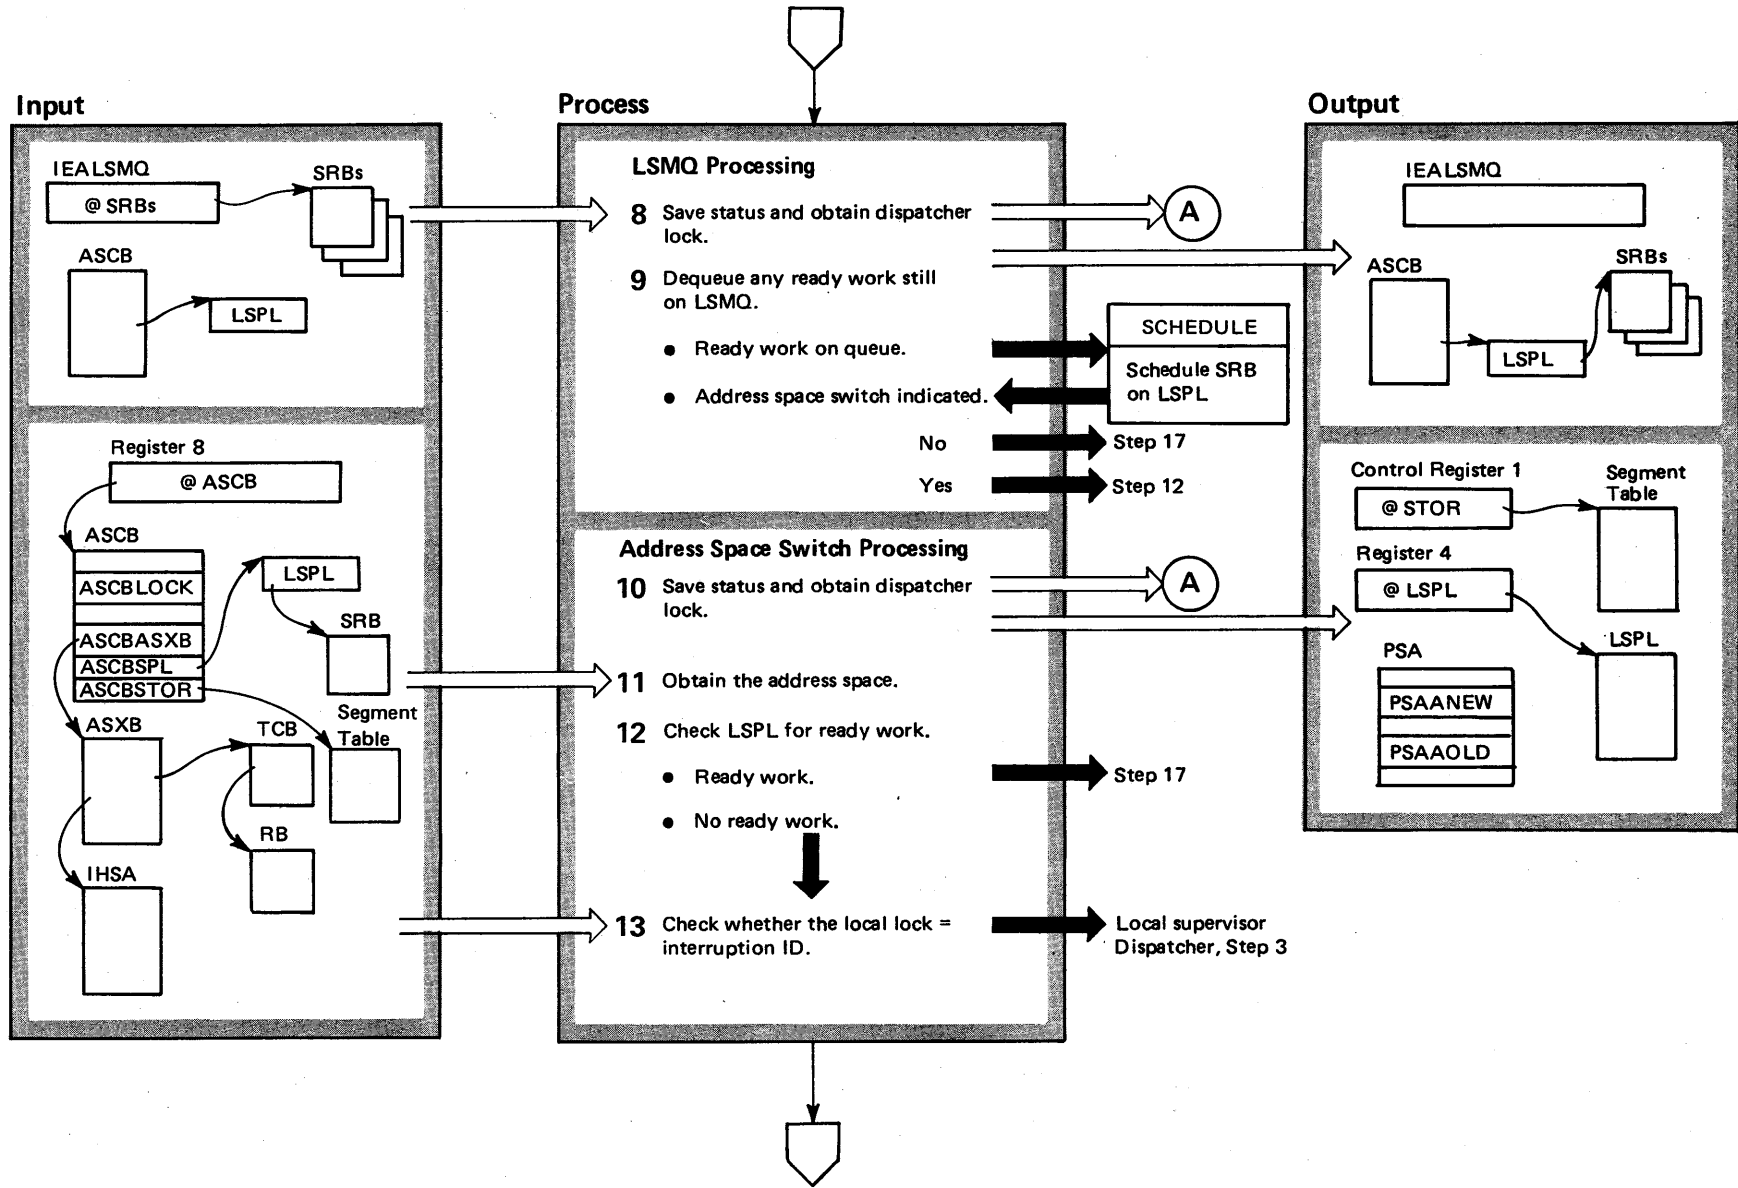 Input
IEALSMQ
@ SRBs
SRBs
ASCB
LSPL
Register 8
@ ASCB
ASCB
ASCBLOCK
ASCBASXB
ASCBSPL
ASCBSTOR
LSPL
SRB
Segment
Table
ASXB
TCB
RB
IHSA
Process
LSMQ Processing
8 Save status and obtain dispatcher
lock.
A
9 Dequeue any ready work still
on LSMQ.
• Ready work on queue.
• Address space switch indicated.
SCHEDULE
Schedule SRB
on LSPL
No
Step 17
Yes
Step 12
Address Space Switch Processing
10 Save status and obtain dispatcher
lock.
A
11 Obtain the address space.
12 Check LSPL for ready work.
• Ready work.
Step 17
• No ready work.
13 Check whether the local lock =
interruption ID.
Local supervisor
Dispatcher, Step 3
Output
IEALSMQ
ASCB
LSPL
SRBs
Control Register 1
@ STOR
Segment
Table
Register 4
@ LSPL
LSPL
PSA
PSAANEW
PSAAOLD